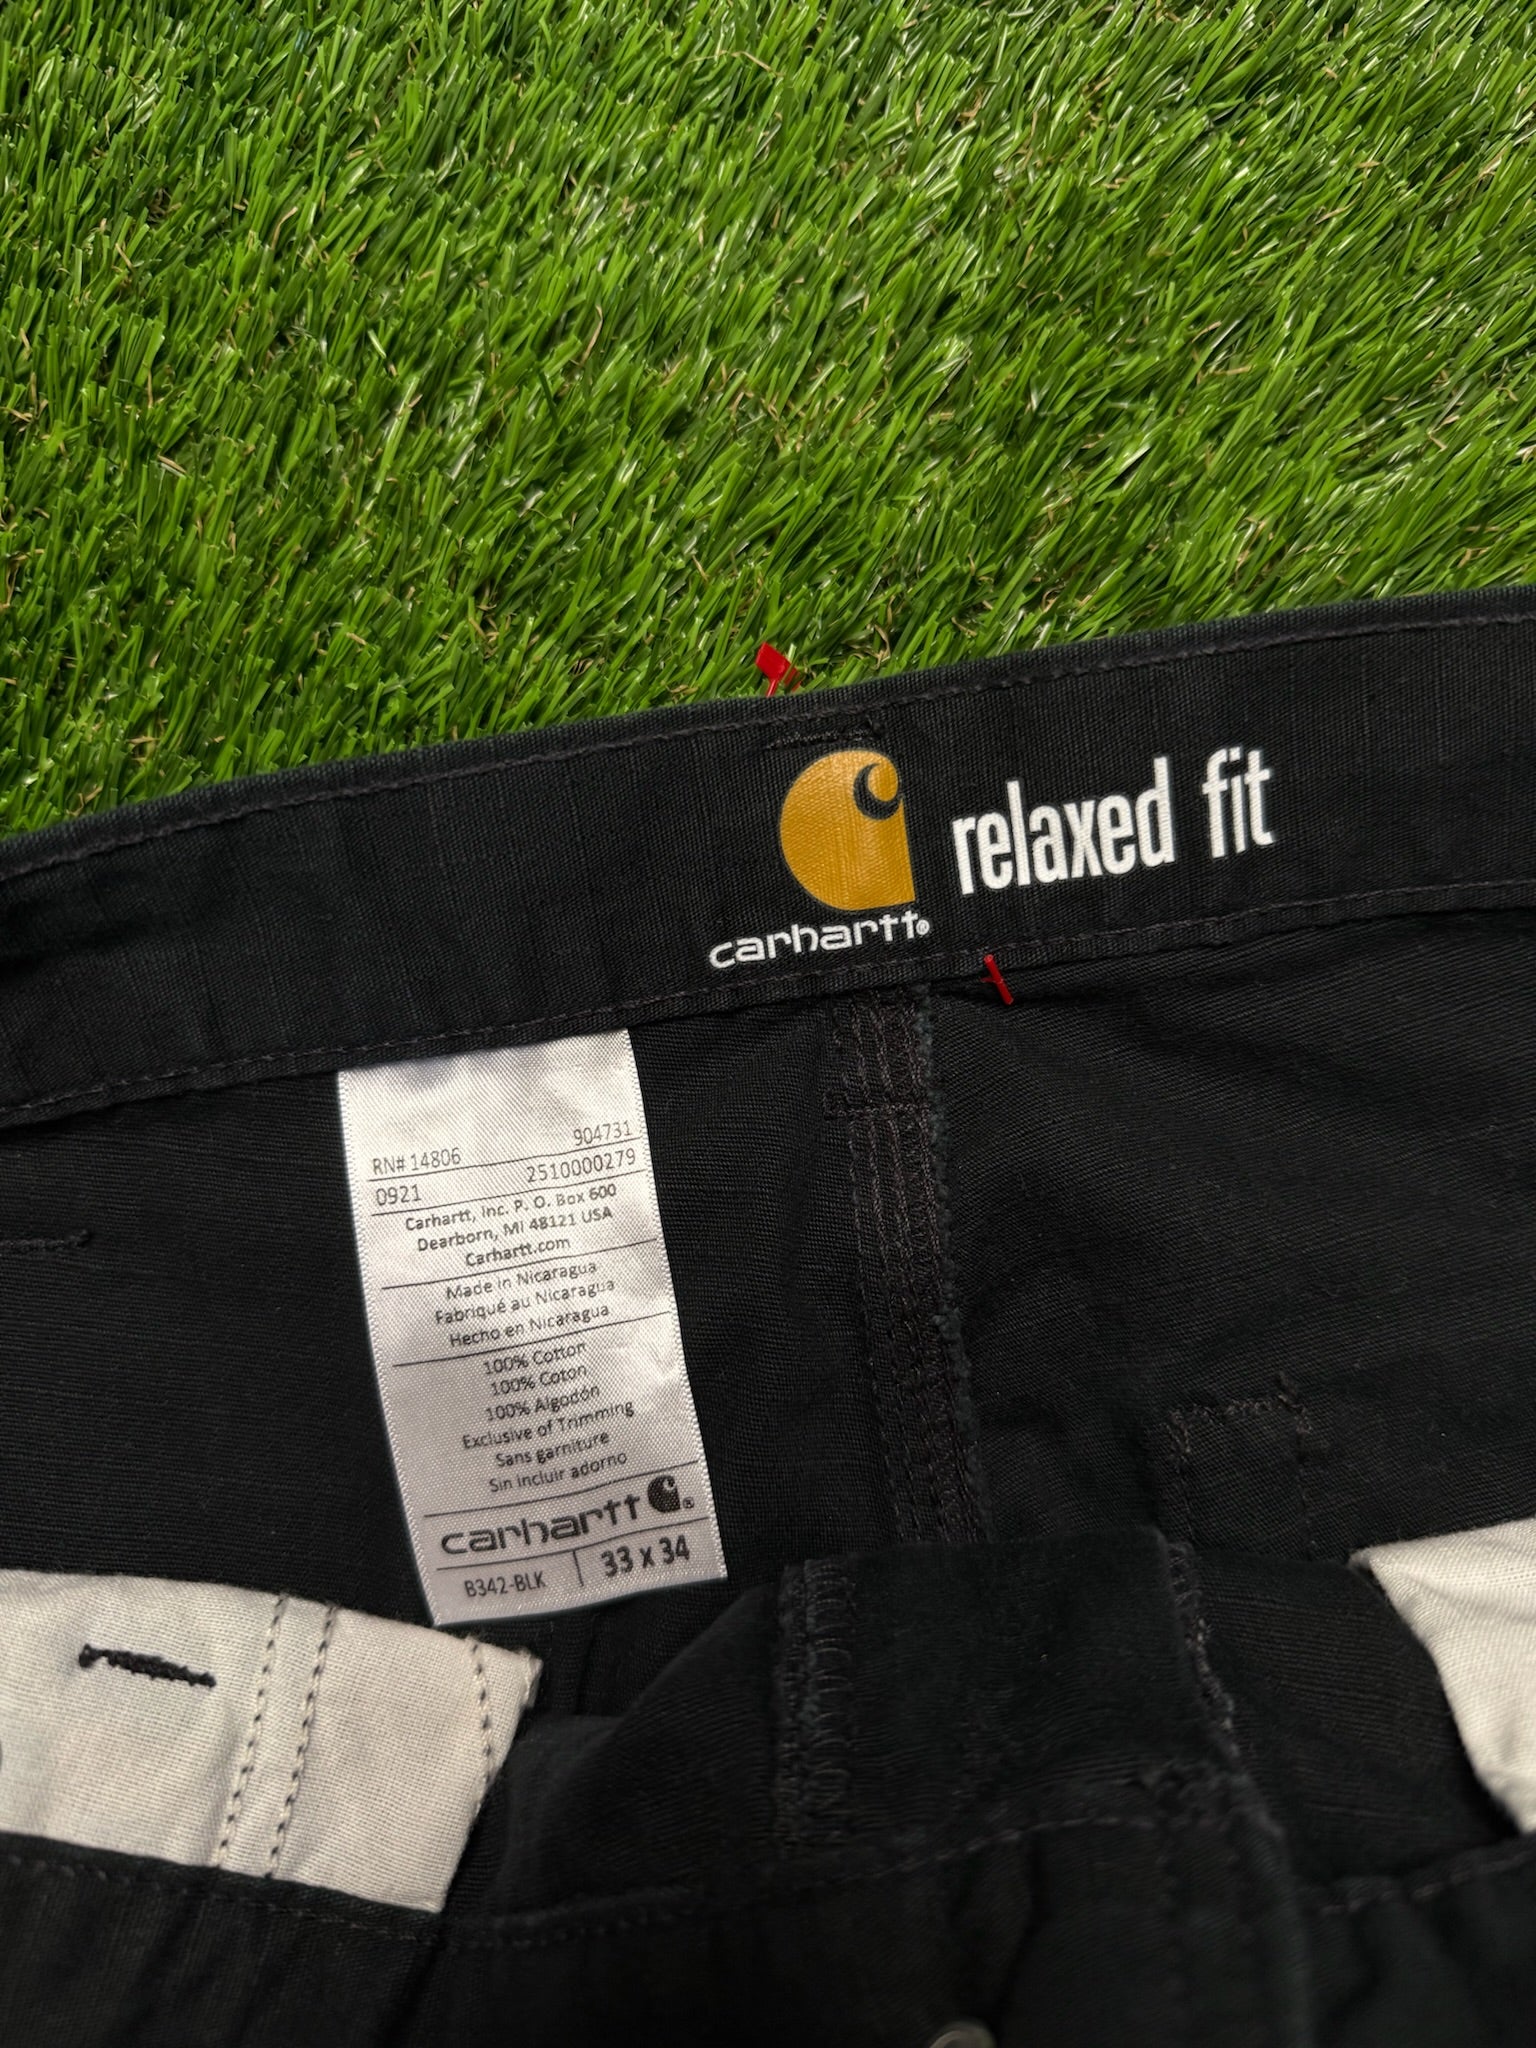 carhartt®
relaxed fit
RN# 14806 904731
0921 2510000279
Carhartt, Inc. P. O. Box 600
Dearborn, MI 48121 USA
Carhartt.com
Made in Nicaragua
Fabriqué au Nicaragua
Hecho en Nicaragua
100% Cotton
100% Coton
100% Algodón
Exclusive of Trimming
Sans garniture
Sin incluir adorno
carhartt®
B342-BLK 33 x 34